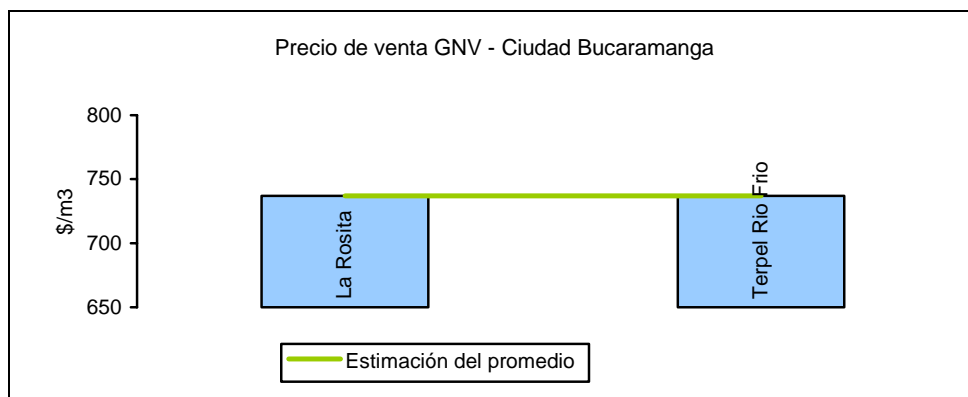 Precio de venta GNV - Ciudad Bucaramanga
800
750
700
650
$/m3
La Rosita
Terpel Rio Frio
Estimación del promedio